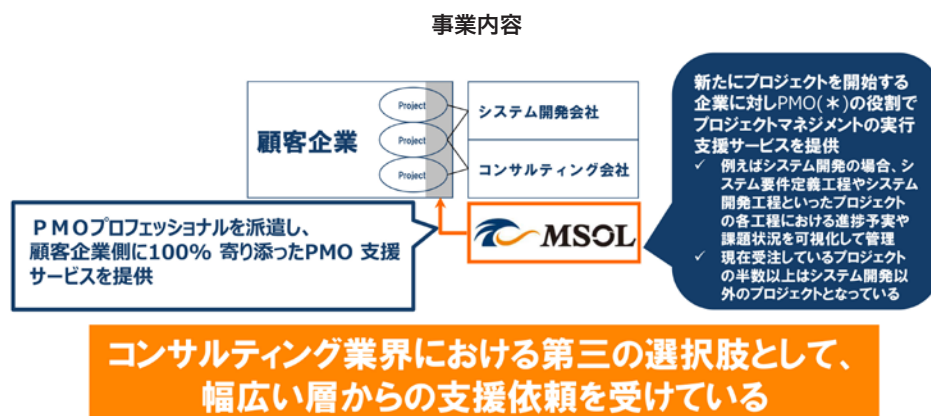 事業内容
顧客企業
Project
Project
Project
システム開発会社
コンサルティング会社
MSOL
PMOプロフェッショナルを派遣し、
顧客企業側に100% 寄り添ったPMO 支援
サービスを提供
新たにプロジェクトを開始する
企業に対しPMO(＊)の役割で
プロジェクトマネジメントの実行
支援サービスを提供
✓ 例えばシステム開発の場合、シ
ステム要件定義工程やシステム
開発工程といったプロジェクト
の各工程における進捗予実や
課題状況を可視化して管理
✓ 現在受注しているプロジェクト
の半数以上はシステム開発以
外のプロジェクトとなっている
コンサルティング業界における第三の選択肢として、
幅広い層からの支援依頼を受けている